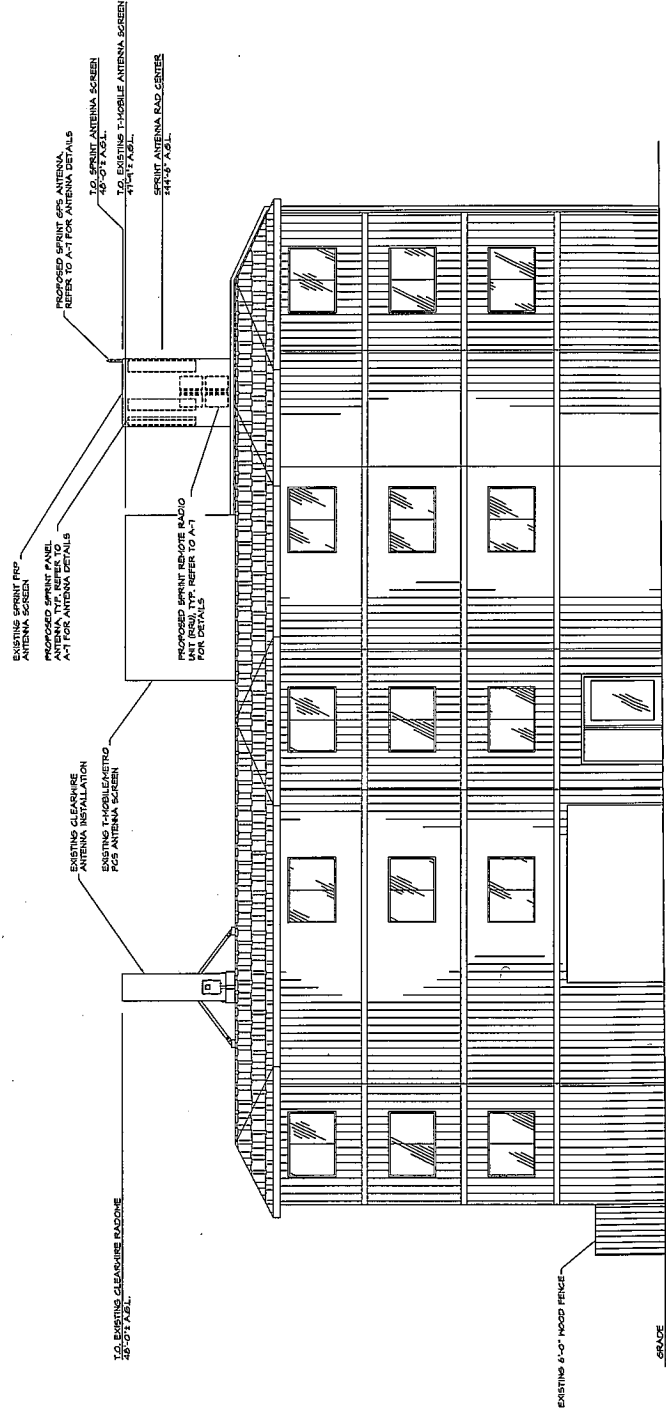 PROPOSED SPRINT GPS ANTENNA,
REFER TO A-7 FOR ANTENNA DETAILS
T.O. SPRINT ANTENNA SCREEN
48'-0"± A.G.L.
T.O. EXISTING T-MOBILE ANTENNA SCREEN
47'-9"± A.G.L.
SPRINT ANTENNA RAD CENTER
±44'-6" A.G.L.
EXISTING SPRINT FRP
ANTENNA SCREEN
PROPOSED SPRINT PANEL
ANTENNA, TYP. REFER TO
A-7 FOR ANTENNA DETAILS
PROPOSED SPRINT REMOTE RADIO
UNIT (RRU), TYP. REFER TO A-7
FOR DETAILS
EXISTING CLEARWIRE
ANTENNA INSTALLATION
EXISTING T-MOBILE/METRO
PCS ANTENNA SCREEN
T.O. EXISTING CLEARWIRE RADOME
48'-0"± A.G.L.
EXISTING 6'-0" WOOD FENCE
GRADE